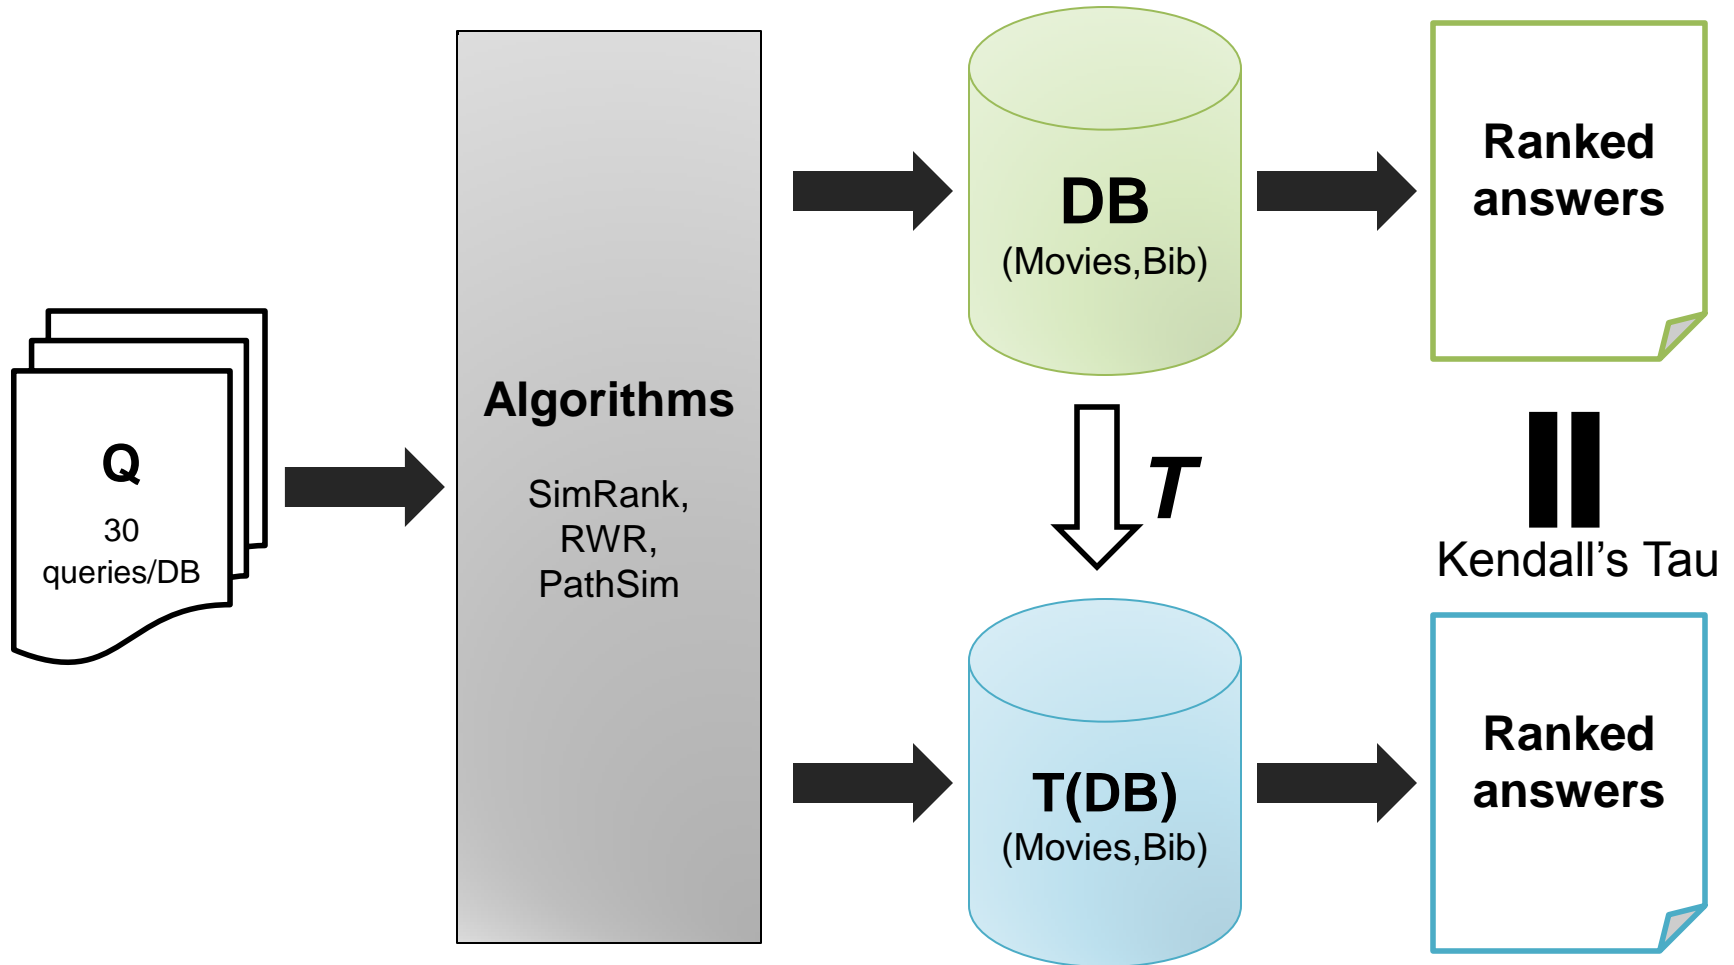 Q
30
queries/DB
Algorithms
SimRank,
RWR,
PathSim
DB
(Movies,Bib)
Ranked
answers
T
Kendall’s Tau
T(DB)
(Movies,Bib)
Ranked
answers